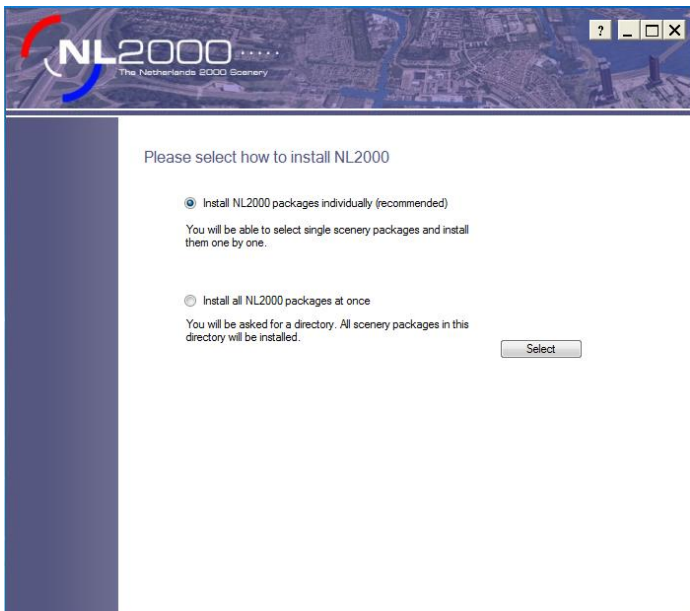 NL2000
The Netherlands 2000 Scenery
?
Please select how to install NL2000
Install NL2000 packages individually (recommended)
You will be able to select single scenery packages and install
them one by one.
Install all NL2000 packages at once
You will be asked for a directory. All scenery packages in this
directory will be installed.
Select